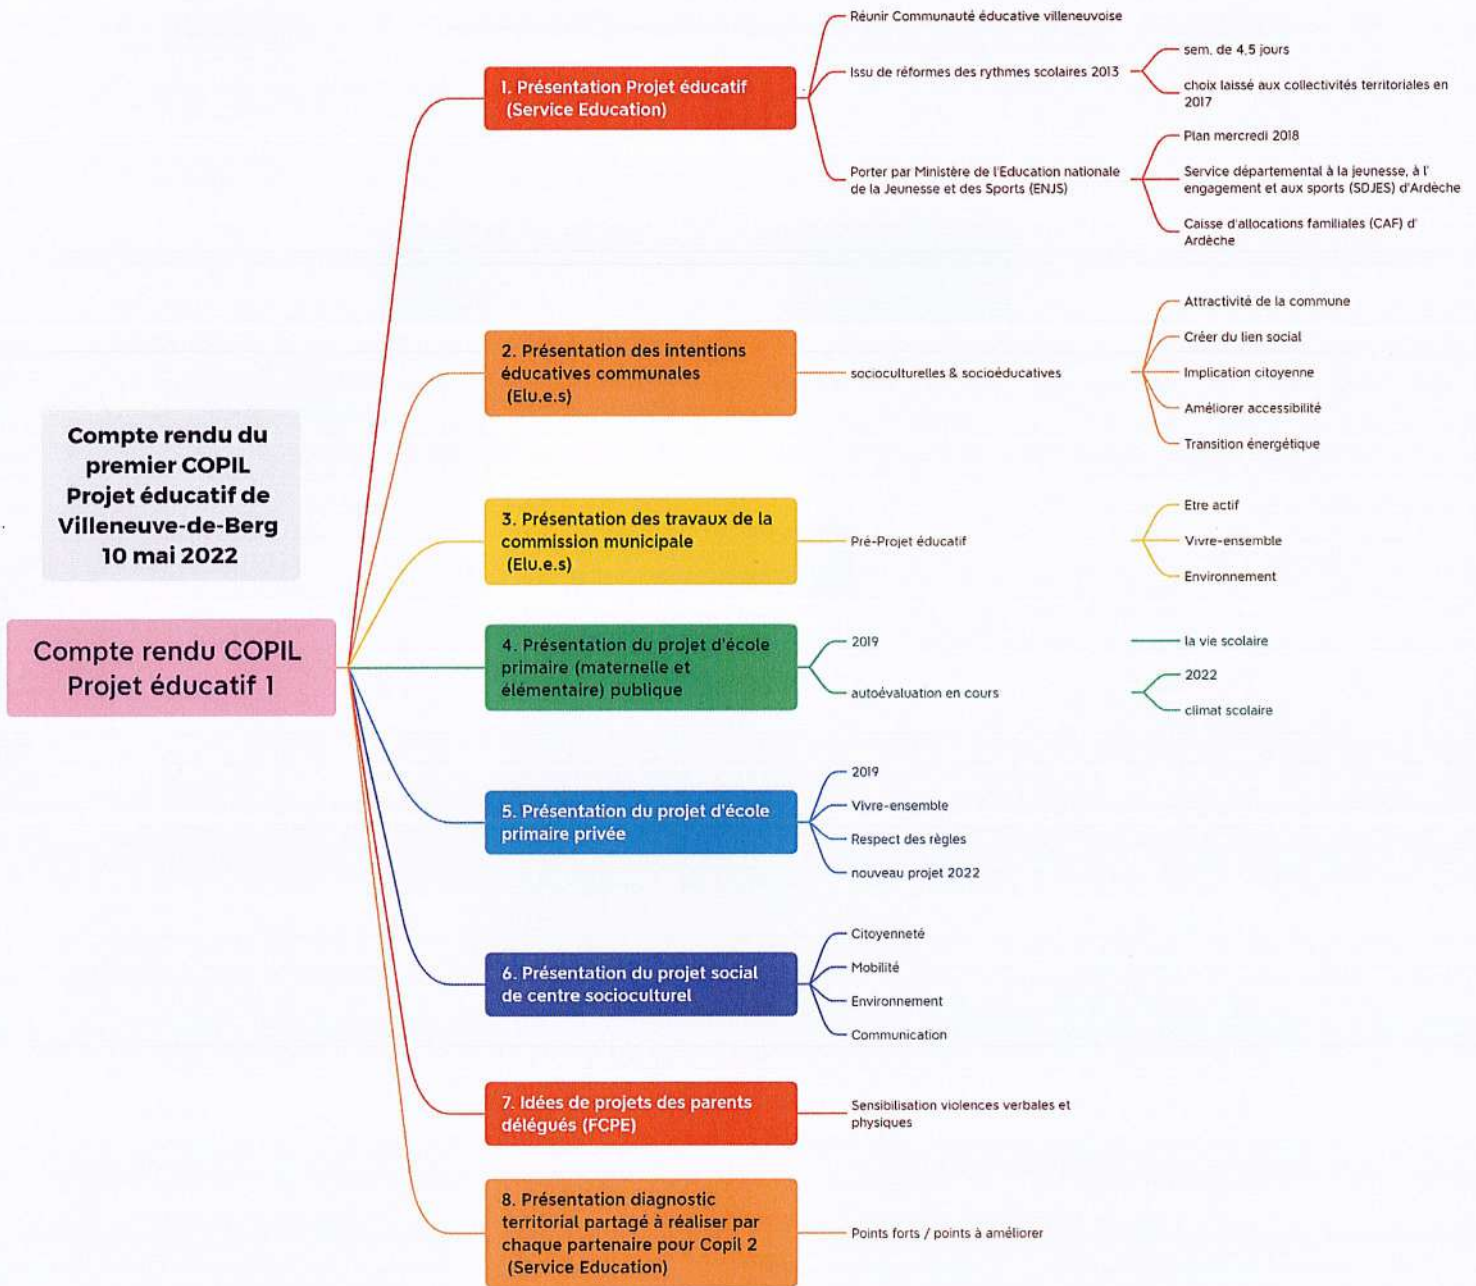 Compte rendu du
premier COPIL
Projet éducatif de
Villeneuve-de-Berg
10 mai 2022
Compte rendu COPIL
Projet éducatif 1
1. Présentation Projet éducatif
(Service Education)
Réunir Communauté éducative villeneuvoise
Issu de réformes des rythmes scolaires 2013
sem. de 4,5 jours
choix laissé aux collectivités territoriales en
2017
Porter par Ministère de l'Education nationale
de la Jeunesse et des Sports (ENJS)
Plan mercredi 2018
Service départemental à la jeunesse, à l'
engagement et aux sports (SDJES) d'Ardèche
Caisse d'allocations familiales (CAF) d'
Ardèche
2. Présentation des intentions
éducatives communales
(Elu.e.s)
socioculturelles & socioéducatives
Attractivité de la commune
Créer du lien social
Implication citoyenne
Améliorer accessibilité
Transition énergétique
3. Présentation des travaux de la
commission municipale
(Elu.e.s)
Pré-Projet éducatif
Etre actif
Vivre-ensemble
Environnement
4. Présentation du projet d'école
primaire (maternelle et
élémentaire) publique
2019
la vie scolaire
autoévaluation en cours
2022
climat scolaire
5. Présentation du projet d'école
primaire privée
2019
Vivre-ensemble
Respect des règles
nouveau projet 2022
6. Présentation du projet social
de centre socioculturel
Citoyenneté
Mobilité
Environnement
Communication
7. Idées de projets des parents
délégués (FCPE)
Sensibilisation violences verbales et
physiques
8. Présentation diagnostic
territorial partagé à réaliser par
chaque partenaire pour Copil 2
(Service Education)
Points forts / points à améliorer